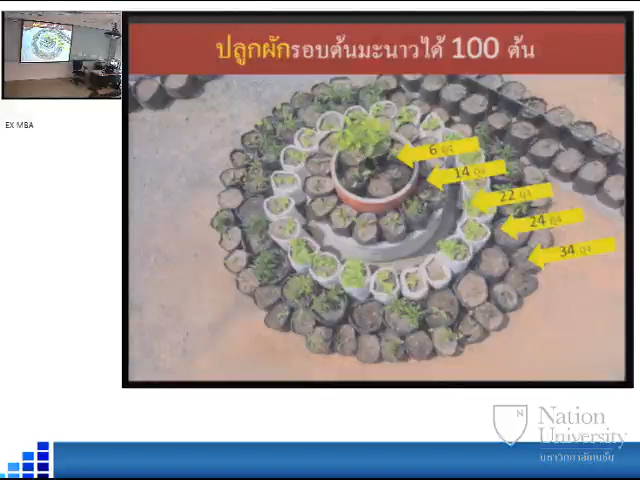 ปลูกผักรอบต้นมะนาวได้ 100 ต้น
EX MBA
6 ถุง
14 ถุง
22 ถุง
24 ถุง
34 ถุง
N
Nation
University
มหาวิทยาลัยเนชั่น